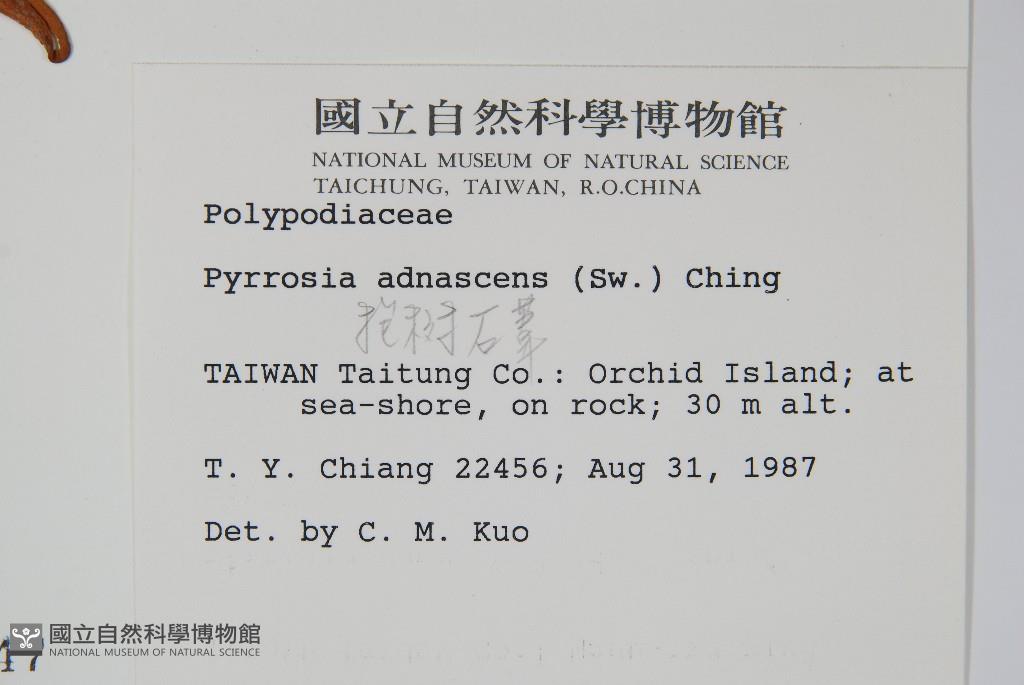 國立自然科學博物館
NATIONAL MUSEUM OF NATURAL SCIENCE
TAICHUNG, TAIWAN, R.O.CHINA
Polypodiaceae
Pyrrosia adnascens (Sw.) Ching
抱樹石葦
TAIWAN Taitung Co.: Orchid Island; at
sea-shore, on rock; 30 m alt.
T. Y. Chiang 22456; Aug 31, 1987
Det. by C. M. Kuo
國立自然科學博物館
NATIONAL MUSEUM OF NATURAL SCIENCE